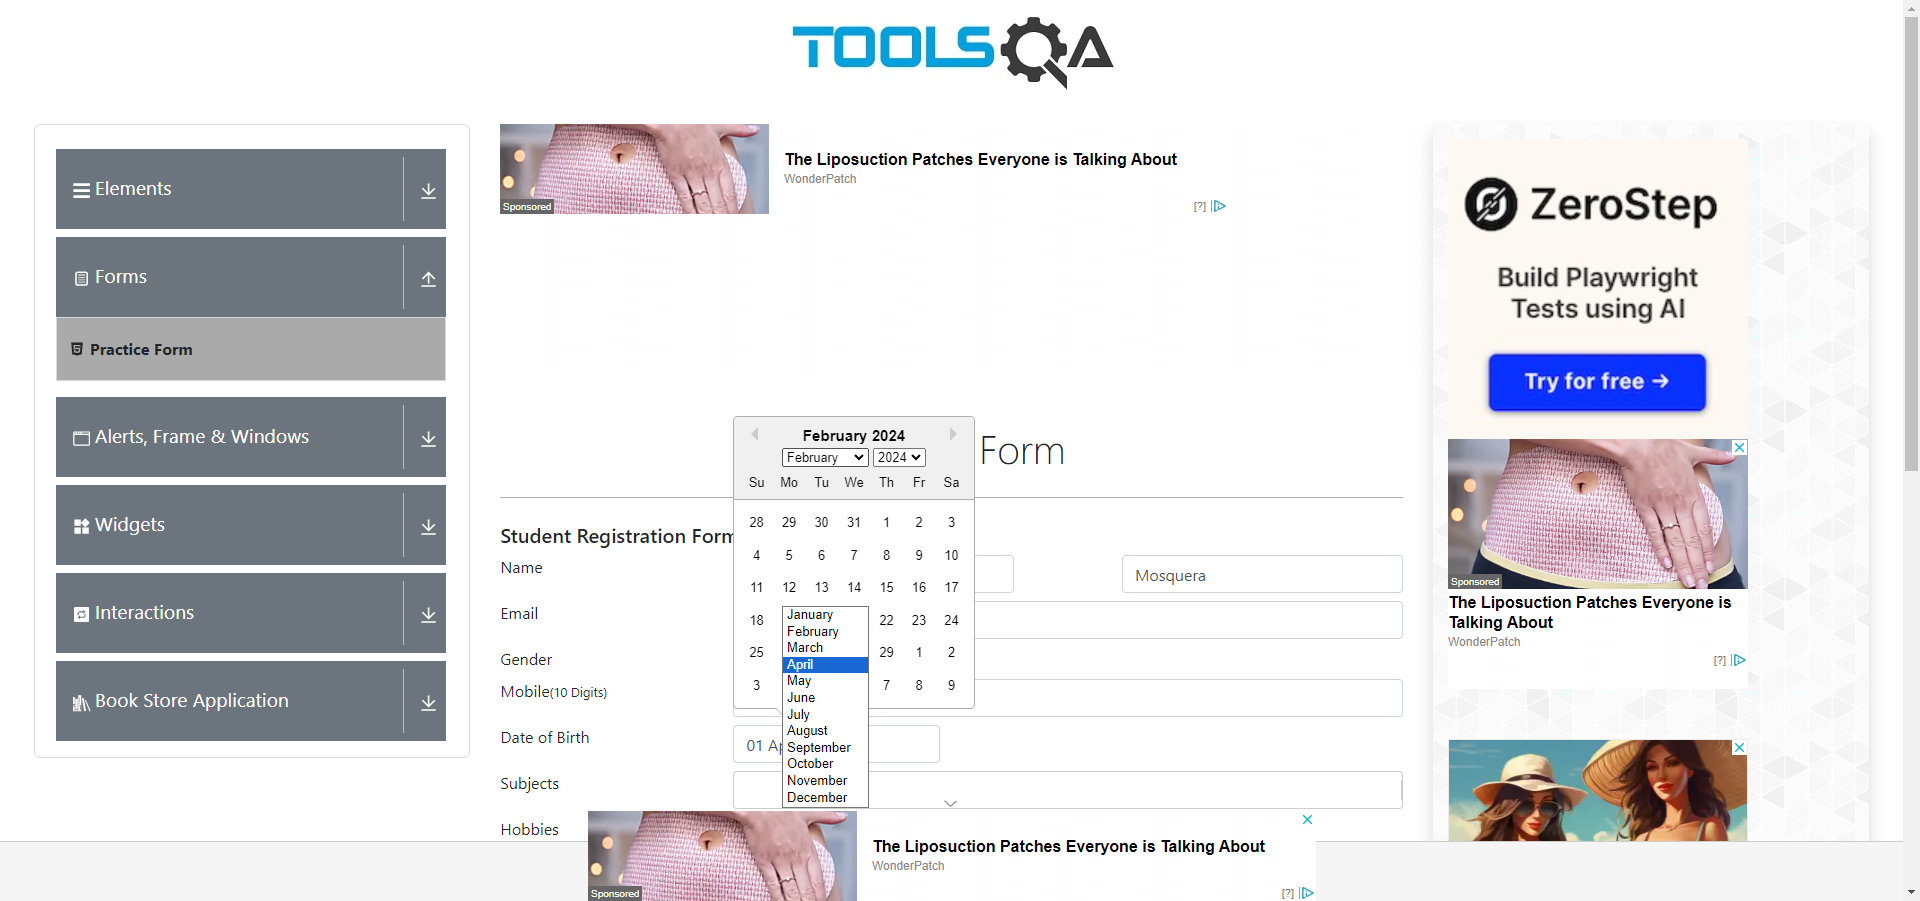 TOOLSQA
Elements
Forms
Practice Form
Alerts, Frame & Windows
Widgets
Interactions
Book Store Application
Sponsored
The Liposuction Patches Everyone is Talking About
WonderPatch
[?]
Form
Student Registration Form
Name
Mosquera
Email
Gender
Mobile(10 Digits)
Date of Birth
01 Ap
Subjects
Hobbies
February 2024
February 2024
Su Mo Tu We Th Fr Sa
28 29 30 31 1 2 3
4 5 6 7 8 9 10
11 12 13 14 15 16 17
18 22 23 24
25 29 1 2
3 7 8 9
January
February
March
April
May
June
July
August
September
October
November
December
Sponsored
The Liposuction Patches Everyone is Talking About
WonderPatch
[?]
ZeroStep
Build Playwright
Tests using AI
Try for free →
Sponsored
The Liposuction Patches Everyone is
Talking About
WonderPatch
[?]